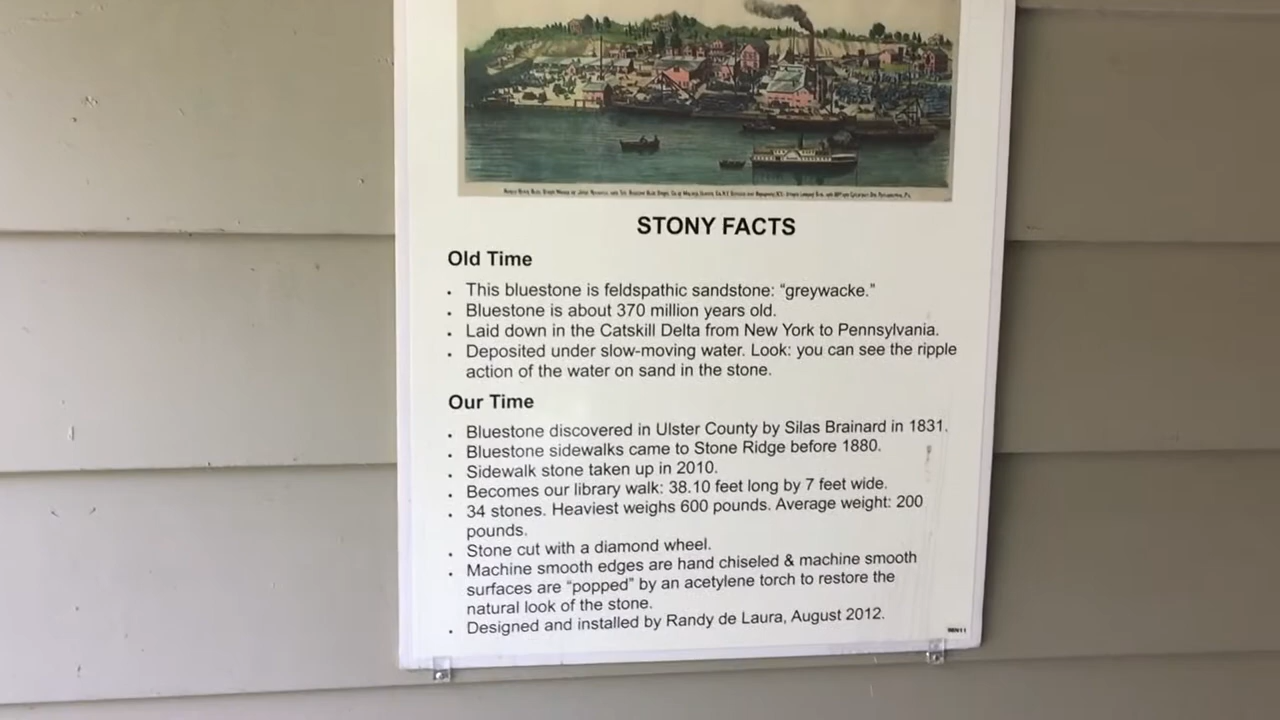 STONY FACTS
Old Time
• This bluestone is feldspathic sandstone: “greywacke.”
• Bluestone is about 370 million years old.
• Laid down in the Catskill Delta from New York to Pennsylvania.
• Deposited under slow-moving water. Look: you can see the ripple
action of the water on sand in the stone.
Our Time
• Bluestone discovered in Ulster County by Silas Brainard in 1831.
• Bluestone sidewalks came to Stone Ridge before 1880.
• Sidewalk stone taken up in 2010.
• Becomes our library walk: 38.10 feet long by 7 feet wide.
• 34 stones. Heaviest weighs 600 pounds. Average weight: 200
pounds.
• Stone cut with a diamond wheel.
• Machine smooth edges are hand chiseled & machine smooth
surfaces are “popped” by an acetylene torch to restore the
natural look of the stone.
• Designed and installed by Randy de Laura, August 2012.